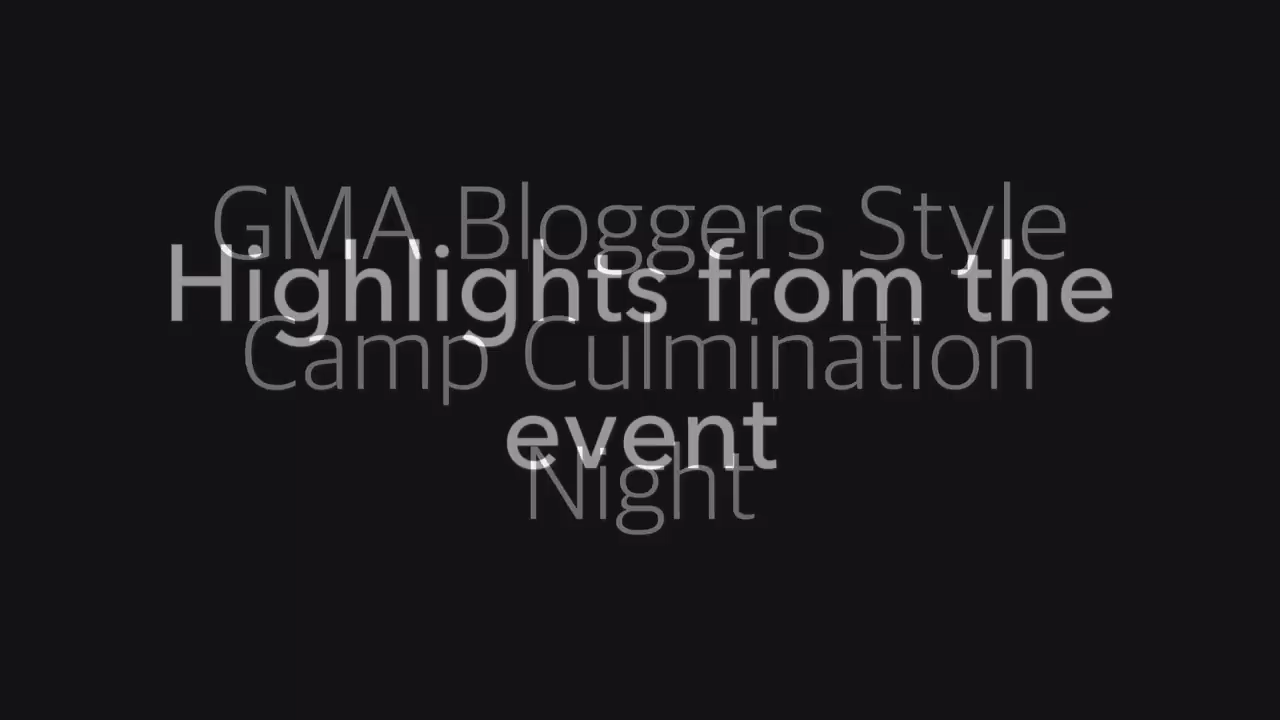 GMA Bloggers Style
Highlights from the
Camp Culmination
event
Night